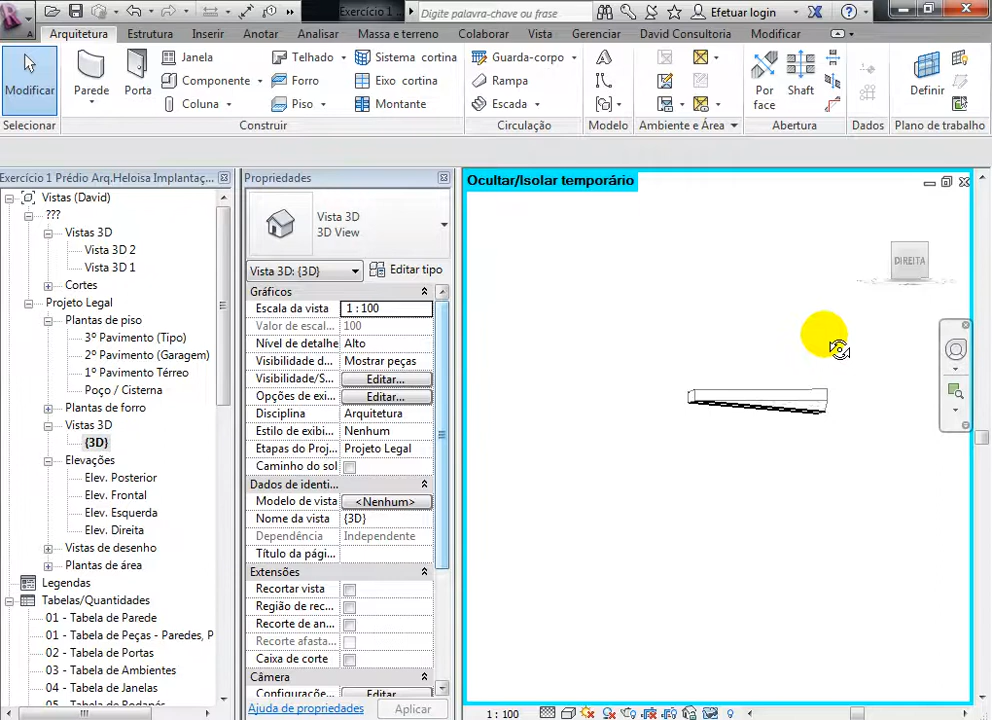 Exercício 1
Digite palavra-chave ou frase
Efetuar login
Arquitetura
Estrutura
Inserir
Anotar
Analisar
Massa e terreno
Colaborar
Vista
Gerenciar
David Consultoria
Modificar
Modificar
Parede
Porta
Janela
Componente
Coluna
Telhado
Forro
Piso
Sistema cortina
Eixo cortina
Montante
Guarda-corpo
Rampa
Escada
Por face
Shaft
Definir
Selecionar
Construir
Circulação
Modelo
Ambiente e Área
Abertura
Dados
Plano de trabalho
Exercício 1 Prédio Arq.Heloisa Implantaç...
Vistas (David)
???
Vistas 3D
Vista 3D 2
Vista 3D 1
Cortes
Projeto Legal
Plantas de piso
3º Pavimento (Tipo)
2º Pavimento (Garagem)
1º Pavimento Térreo
Poço / Cisterna
Plantas de forro
Vistas 3D
{3D}
Elevações
Elev. Posterior
Elev. Frontal
Elev. Esquerda
Elev. Direita
Vistas de desenho
Plantas de área
Legendas
Tabelas/Quantidades
01 - Tabela de Parede
01 - Tabela de Peças - Paredes, P
02 - Tabela de Portas
03 - Tabela de Ambientes
04 - Tabela de Janelas
Propriedades
Vista 3D
3D View
Vista 3D: {3D}
Editar tipo
Gráficos
Escala da vista 1 : 100
Valor de escal... 100
Nível de detalhe Alto
Visibilidade d... Mostrar peças
Visibilidade/S... Editar...
Opções de exi... Editar...
Disciplina Arquitetura
Estilo de exibi... Nenhum
Etapas do Proj... Projeto Legal
Caminho do sol
Dados de identi...
Modelo de vista <Nenhum>
Nome da vista {3D}
Dependência Independente
Título da pági...
Extensões
Recortar vista
Região de rec...
Recorte de an...
Recorte afasta...
Caixa de corte
Câmera
Ajuda de propriedades
Aplicar
Ocultar/Isolar temporário
DIREITA
1 : 100